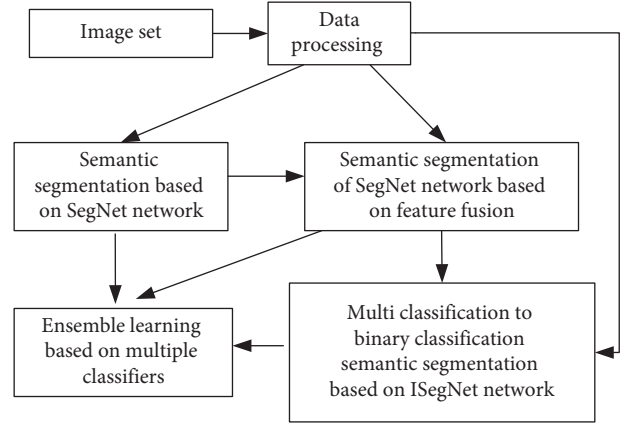 Image set
Data
processing
Semantic
segmentation based
on SegNet network
Semantic segmentation
of SegNet network based
on feature fusion
Ensemble learning
based on multiple
classifiers
Multi classification to
binary classification
semantic segmentation
based on ISegNet network